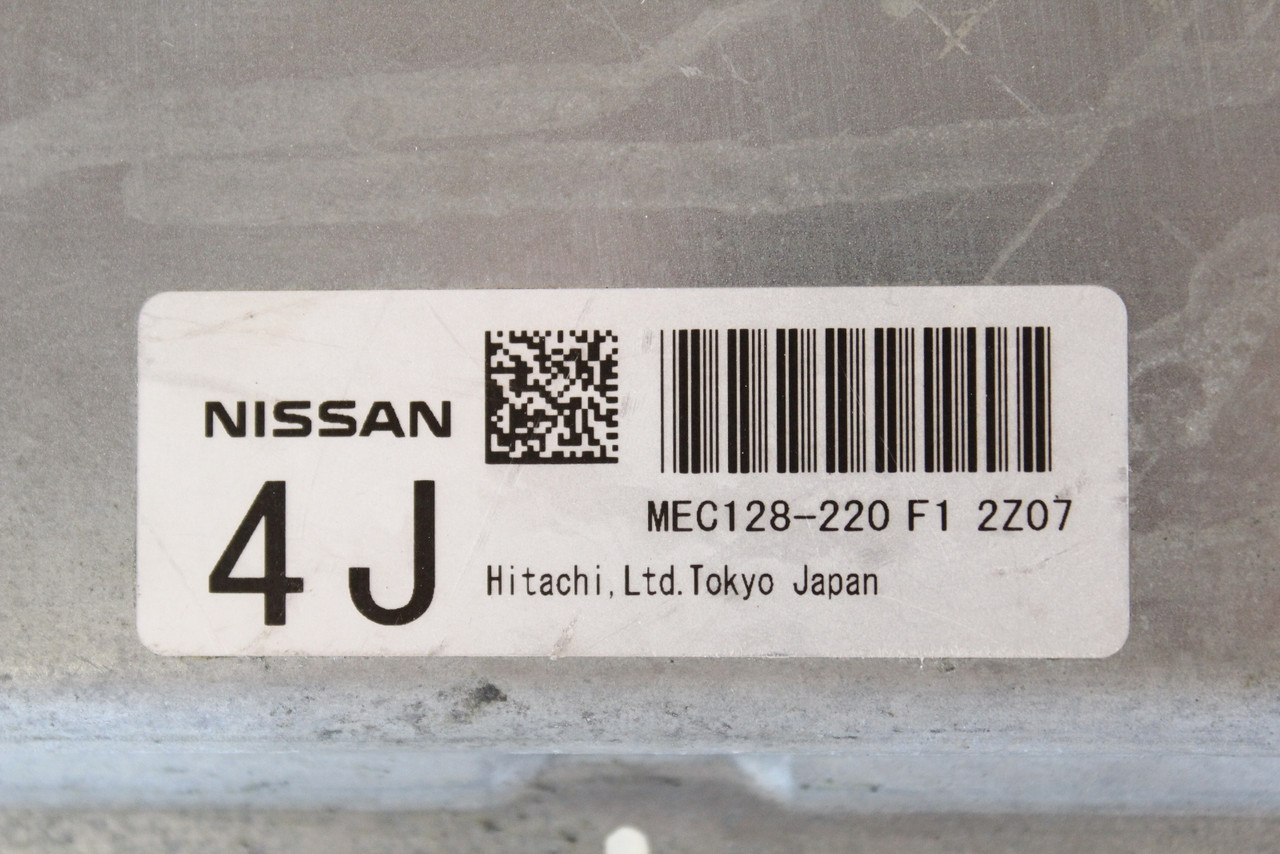 NISSAN
4J
MEC128-220 F1 2Z07
Hitachi,Ltd.Tokyo Japan